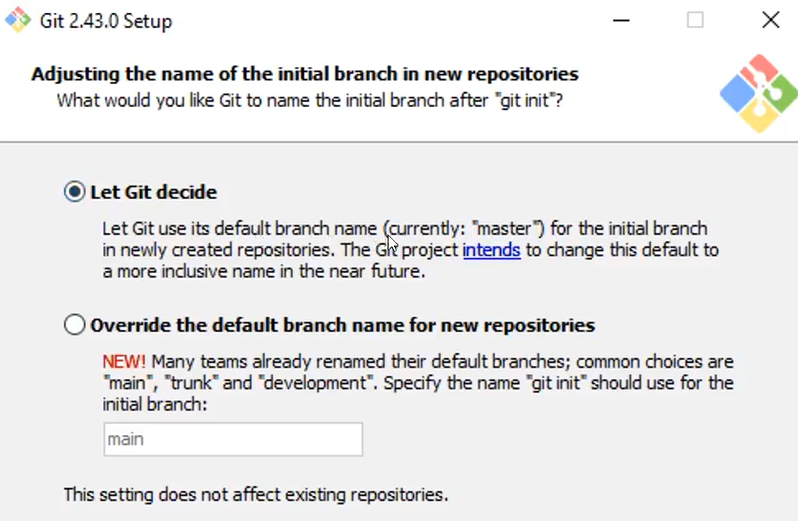 Git 2.43.0 Setup
Adjusting the name of the initial branch in new repositories
What would you like Git to name the initial branch after "git init"?
Let Git decide
Let Git use its default branch name (currently: "master") for the initial branch
in newly created repositories. The Git project intends to change this default to
a more inclusive name in the near future.
Override the default branch name for new repositories
NEW! Many teams already renamed their default branches; common choices are
"main", "trunk" and "development". Specify the name "git init" should use for the
initial branch:
main
This setting does not affect existing repositories.